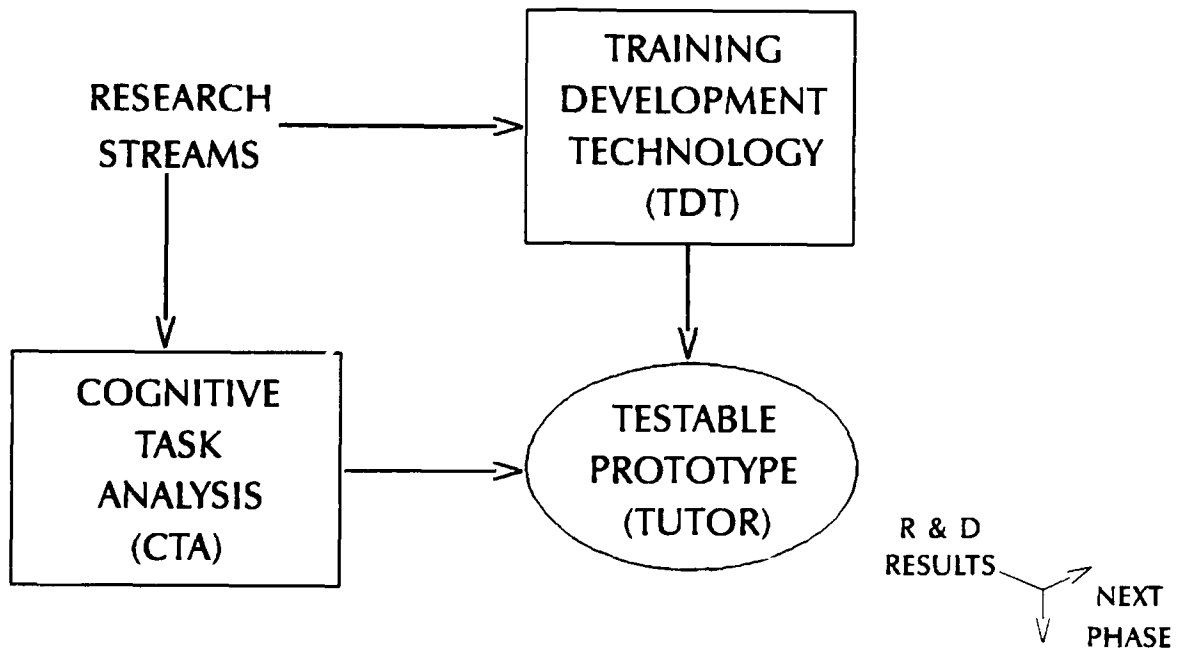 RESEARCH
STREAMS
TRAINING
DEVELOPMENT
TECHNOLOGY
(TDT)
COGNITIVE
TASK
ANALYSIS
(CTA)
TESTABLE
PROTOTYPE
(TUTOR)
R & D
RESULTS
NEXT
PHASE